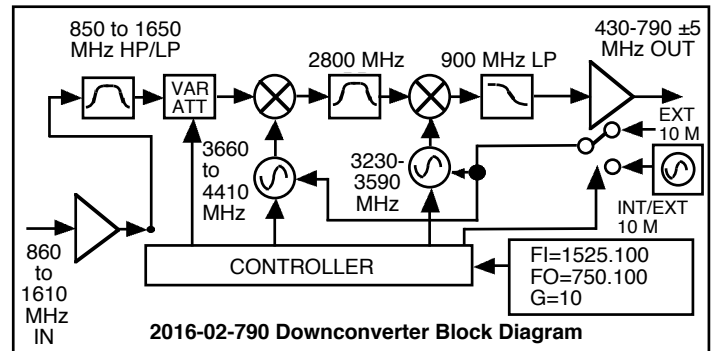 850 to 1650
MHz HP/LP
2800 MHz
900 MHz LP
430-790 ±5
MHz OUT
VAR
ATT
EXT
10 M
3660
to
4410
MHz
3230-
3590
MHz
INT/EXT
10 M
860
to
1610
MHz
IN
CONTROLLER
FI=1525.100
FO=750.100
G=10
2016-02-790 Downconverter Block Diagram